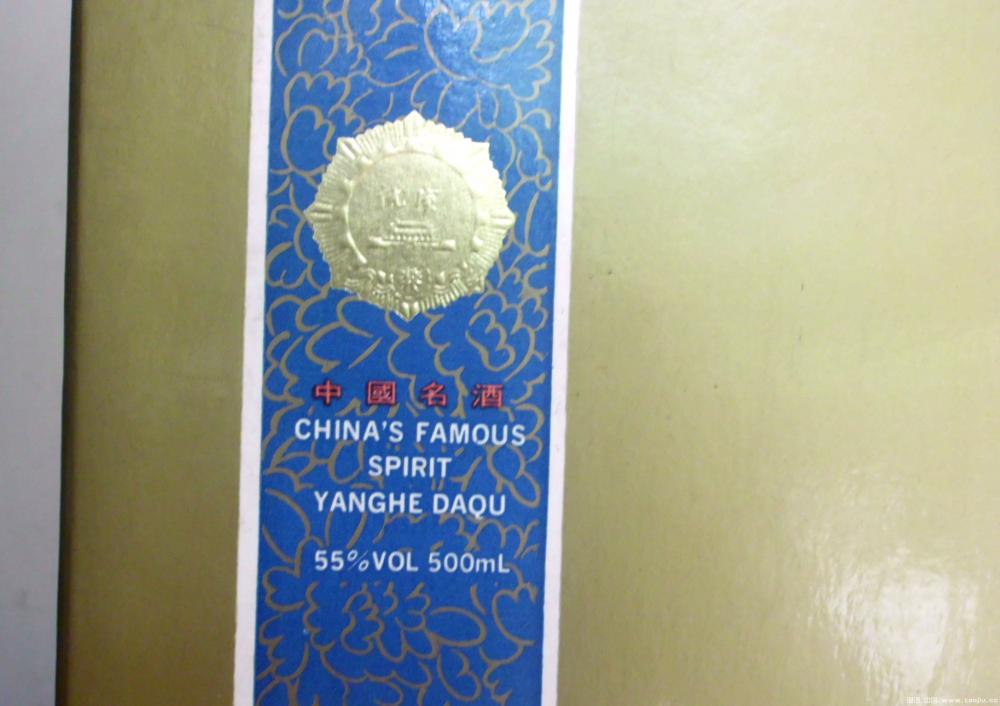 中國名酒
CHINA'S FAMOUS
SPIRIT
YANGHE DAQU
55%VOL 500mL